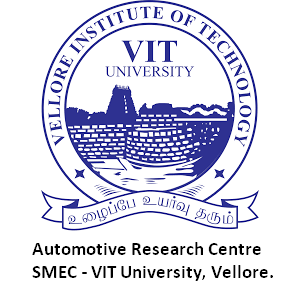 VELLORE INSTITUTE OF TECHNOLOGY
VIT
UNIVERSITY
உழைப்பே உயர்வு தரும்
Automotive Research Centre
SMEC - VIT University, Vellore.